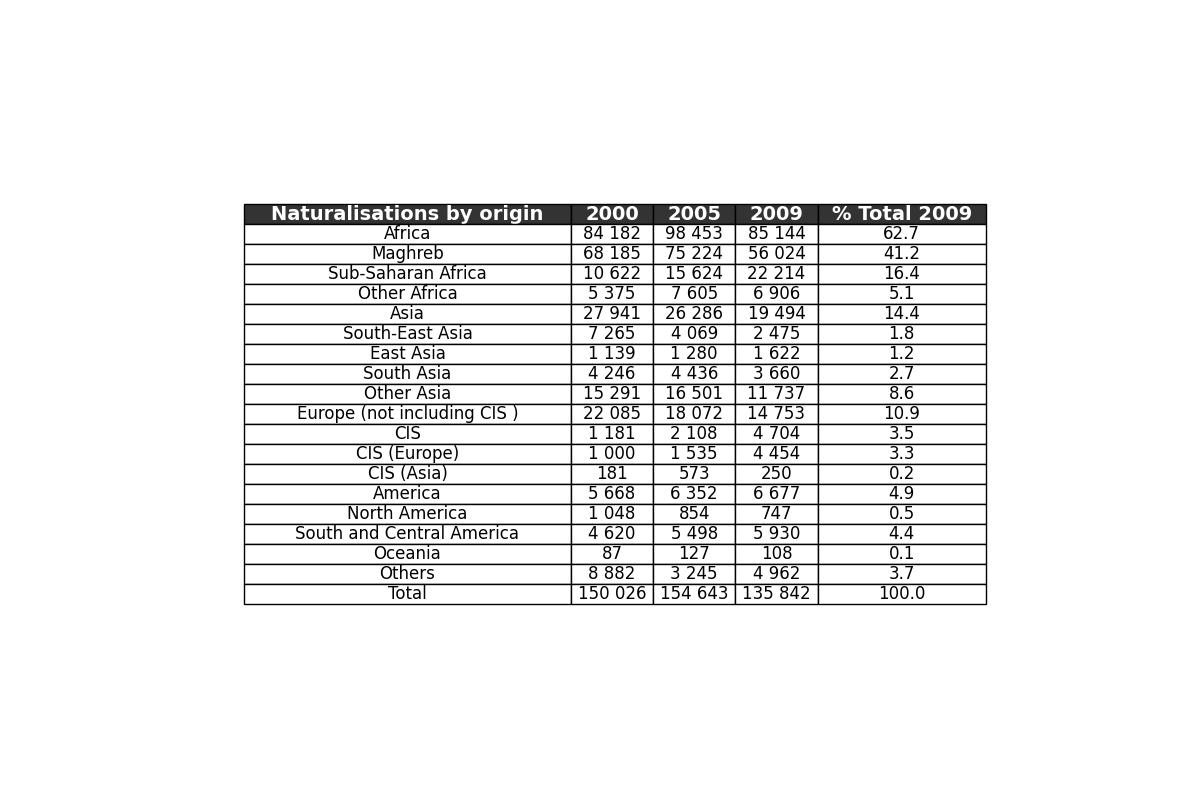 Naturalisations by origin 2000 2005 2009 % Total 2009
Africa 84 182 98 453 85 144 62.7
Maghreb 68 185 75 224 56 024 41.2
Sub-Saharan Africa 10 622 15 624 22 214 16.4
Other Africa 5 375 7 605 6 906 5.1
Asia 27 941 26 286 19 494 14.4
South-East Asia 7 265 4 069 2 475 1.8
East Asia 1 139 1 280 1 622 1.2
South Asia 4 246 4 436 3 660 2.7
Other Asia 15 291 16 501 11 737 8.6
Europe (not including CIS ) 22 085 18 072 14 753 10.9
CIS 1 181 2 108 4 704 3.5
CIS (Europe) 1 000 1 535 4 454 3.3
CIS (Asia) 181 573 250 0.2
America 5 668 6 352 6 677 4.9
North America 1 048 854 747 0.5
South and Central America 4 620 5 498 5 930 4.4
Oceania 87 127 108 0.1
Others 8 882 3 245 4 962 3.7
Total 150 026 154 643 135 842 100.0